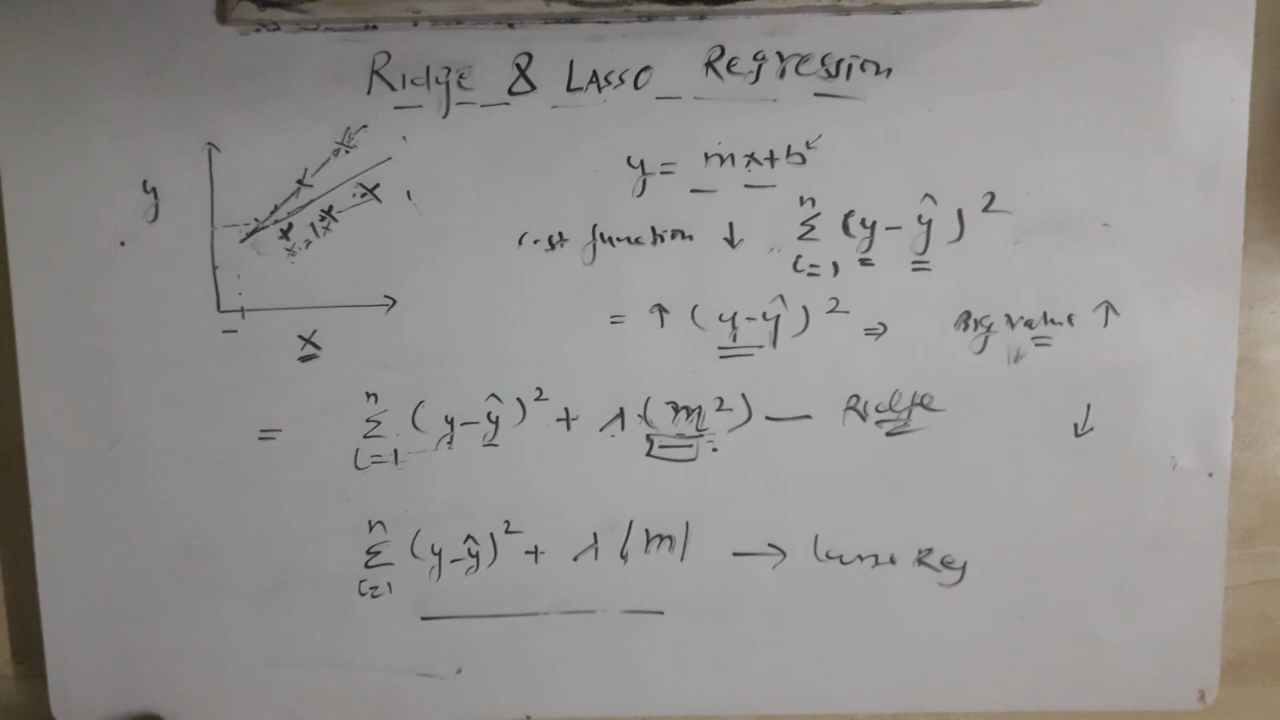 Ridge & Lasso Regression
y
x
y = mx+b
cost function ↓ n Σ i=1 (y-ŷ)²
= ↑ (y-ŷ)² ⇒ Big value ↑
= n Σ i=1 (y-ŷ)² + λ (m²) — Ridge ↓
n Σ i=1 (y-ŷ)² + λ |m| → Lasso Reg